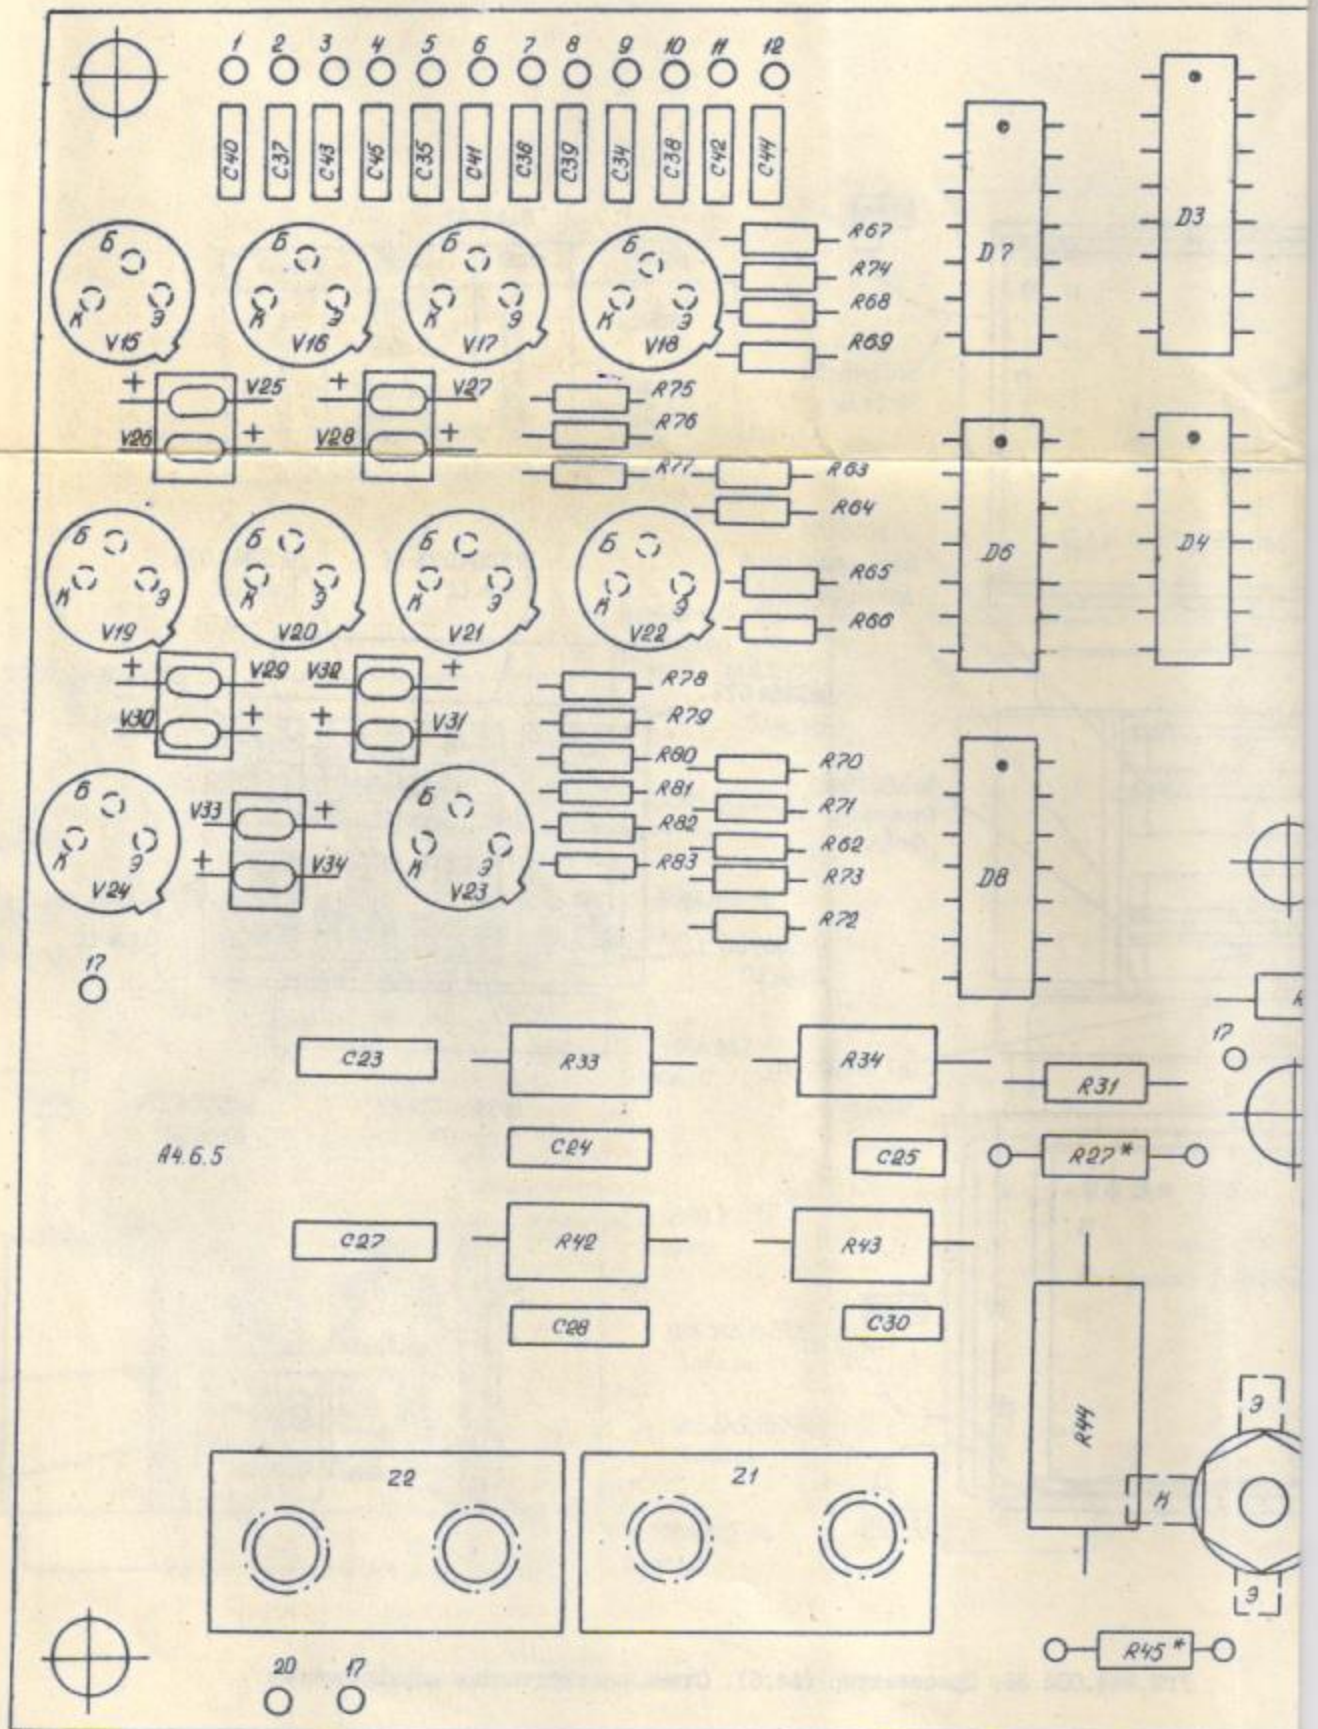 1 2 3 4 5 6 7 8 9 10 11 12
C40 C37 C43 C45 C35 C41 C36 C39 C34 C38 C42 C44
D7 D3
Б К Э V15
Б К Э V16
Б К Э V17
Б К Э V18
R67
R74
R68
R69
+ V25 + V27
V26 + V28 +
R75
R76
R77 R63
R64
D6 D4
Б К Э V19
Б К Э V20
Б К Э V21
Б К Э V22
R65
R66
+ V29 V32 +
V30 + + V31
R78
R79
R80 R70
R81 R71
R82 R62
R83 R73
R72
D8
Б К Э V24
V33 +
+ V34
Б К Э V23
17
C23 R33 R34 R31
R
17
A4.6.5
C24 C25 R27*
C27 R42 R43
C28 C30
R44
Э
К
Э
Z2 Z1
R45*
20 17